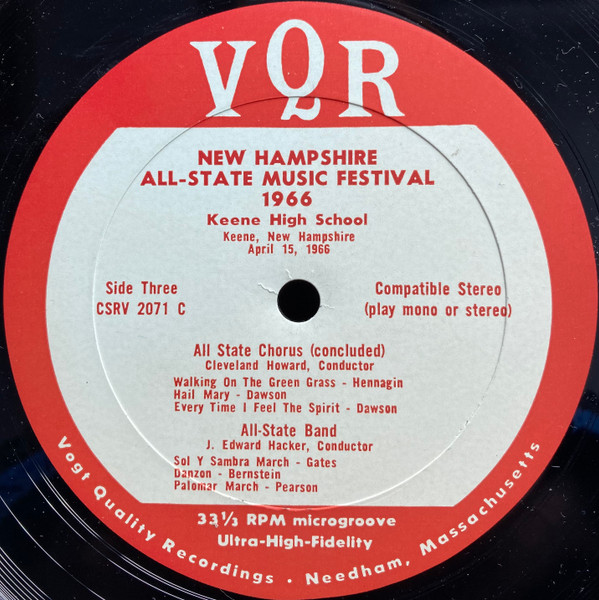 VQR
NEW HAMPSHIRE
ALL-STATE MUSIC FESTIVAL
1966
Keene High School
Keene, New Hampshire
April 15, 1966
Side Three
CSRV 2071 C
Compatible Stereo
(play mono or stereo)
All State Chorus (concluded)
Cleveland Howard, Conductor
Walking On The Green Grass - Hennagin
Hail Mary - Dawson
Every Time I Feel The Spirit - Dawson
All-State Band
J. Edward Hacker, Conductor
Sol Y Sambra March - Gates
Danzon - Bernstein
Palomar March - Pearson
33 1/3 RPM microgroove
Ultra-High-Fidelity
Vogt Quality Recordings • Needham, Massachusetts